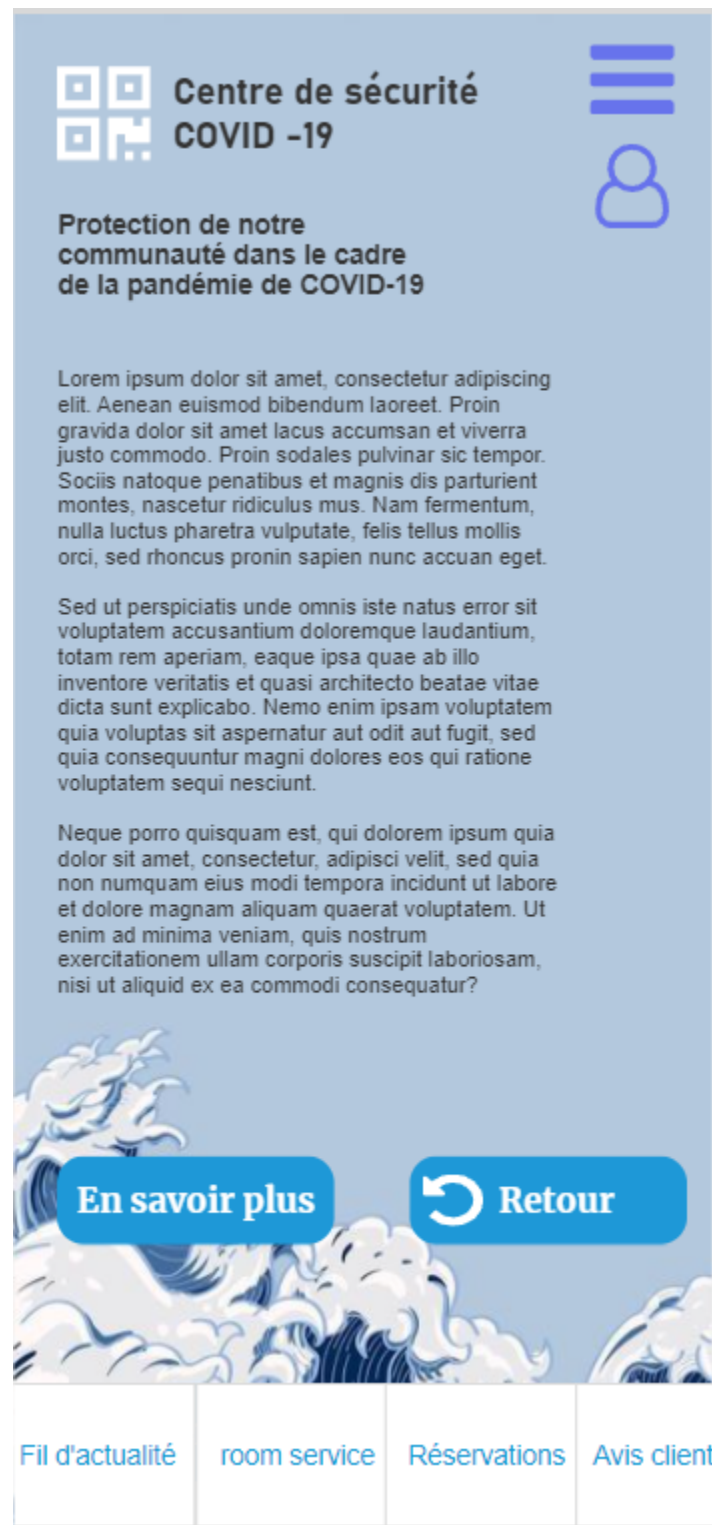 Centre de sécurité
COVID -19
Protection de notre
communauté dans le cadre
de la pandémie de COVID-19
Lorem ipsum dolor sit amet, consectetur adipiscing
elit. Aenean euismod bibendum laoreet. Proin
gravida dolor sit amet lacus accumsan et viverra
justo commodo. Proin sodales pulvinar sic tempor.
Sociis natoque penatibus et magnis dis parturient
montes, nascetur ridiculus mus. Nam fermentum,
nulla luctus pharetra vulputate, felis tellus mollis
orci, sed rhoncus pronin sapien nunc accuan eget.
Sed ut perspiciatis unde omnis iste natus error sit
voluptatem accusantium doloremque laudantium,
totam rem aperiam, eaque ipsa quae ab illo
inventore veritatis et quasi architecto beatae vitae
dicta sunt explicabo. Nemo enim ipsam voluptatem
quia voluptas sit aspernatur aut odit aut fugit, sed
quia consequuntur magni dolores eos qui ratione
voluptatem sequi nesciunt.
Neque porro quisquam est, qui dolorem ipsum quia
dolor sit amet, consectetur, adipisci velit, sed quia
non numquam eius modi tempora incidunt ut labore
et dolore magnam aliquam quaerat voluptatem. Ut
enim ad minima veniam, quis nostrum
exercitationem ullam corporis suscipit laboriosam,
nisi ut aliquid ex ea commodi consequatur?
En savoir plus
Retour
Fil d'actualité
room service
Réservations
Avis client